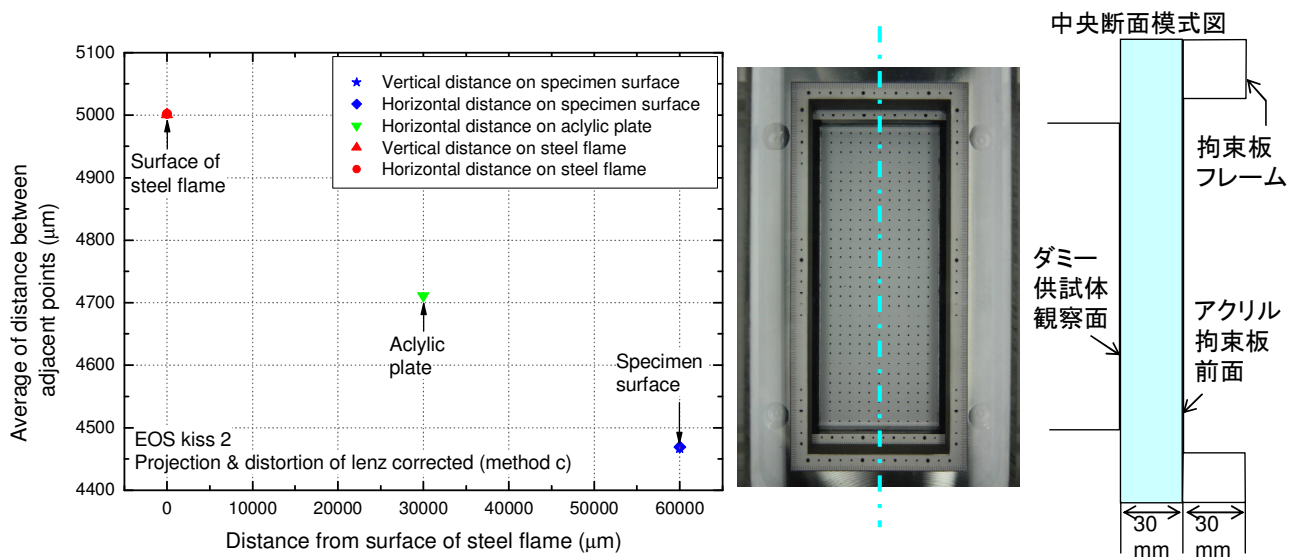 5100
5000
4900
4800
4700
4600
4500
4400
Average of distance between
adjacent points (μm)
Vertical distance on specimen surface
Horizontal distance on specimen surface
Horizontal distance on aclylic plate
Vertical distance on steel flame
Horizontal distance on steel flame
Surface of
steel flame
Aclylic
plate
Specimen
surface
EOS kiss 2
Projection & distortion of lenz corrected (method c)
0 10000 20000 30000 40000 50000 60000
Distance from surface of steel flame (μm)
中央断面模式図
拘束板
フレーム
ダミー
供試体
観察面
アクリル
拘束板
前面
30
mm
30
mm